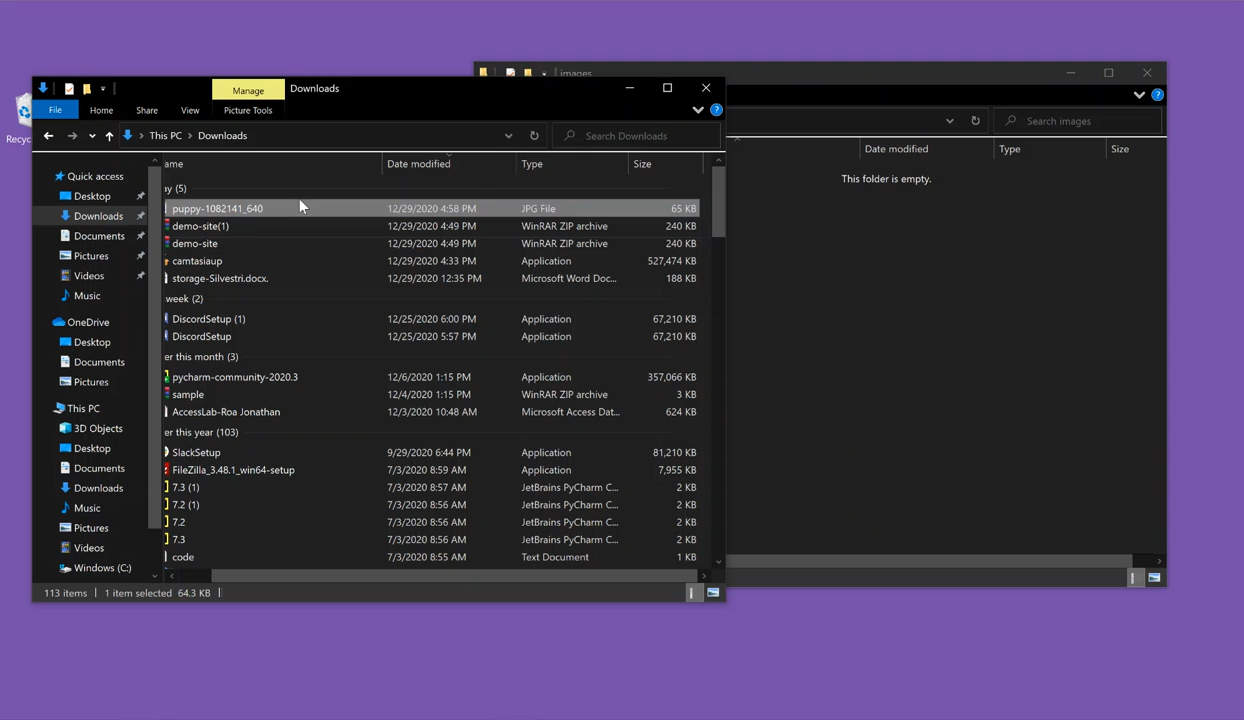 Recyc
images
Search images
Date modified Type Size
This folder is empty.
Manage Downloads
File Home Share View Picture Tools
This PC Downloads Search Downloads
Quick access
Desktop
Downloads
Documents
Pictures
Videos
Music
OneDrive
Desktop
Documents
Pictures
This PC
3D Objects
Desktop
Documents
Downloads
Music
Pictures
Videos
Windows (C:)
ame Date modified Type Size
y (5)
puppy-1082141_640 12/29/2020 4:58 PM JPG File 65 KB
demo-site(1) 12/29/2020 4:49 PM WinRAR ZIP archive 240 KB
demo-site 12/29/2020 4:49 PM WinRAR ZIP archive 240 KB
camtasiaup 12/29/2020 4:33 PM Application 527,474 KB
storage-Silvestri.docx. 12/29/2020 12:35 PM Microsoft Word Doc... 188 KB
week (2)
DiscordSetup (1) 12/25/2020 6:00 PM Application 67,210 KB
DiscordSetup 12/25/2020 5:57 PM Application 67,210 KB
er this month (3)
pycharm-community-2020.3 12/6/2020 1:15 PM Application 357,066 KB
sample 12/4/2020 1:15 PM WinRAR ZIP archive 3 KB
AccessLab-Roa Jonathan 12/3/2020 10:48 AM Microsoft Access Dat... 624 KB
er this year (103)
SlackSetup 9/29/2020 6:44 PM Application 81,210 KB
FileZilla_3.48.1_win64-setup 7/3/2020 8:59 AM Application 7,955 KB
7.3 (1) 7/3/2020 8:57 AM JetBrains PyCharm C... 2 KB
7.2 (1) 7/3/2020 8:56 AM JetBrains PyCharm C... 2 KB
7.2 7/3/2020 8:56 AM JetBrains PyCharm C... 2 KB
7.3 7/3/2020 8:56 AM JetBrains PyCharm C... 2 KB
code 7/3/2020 8:55 AM Text Document 1 KB
113 items 1 item selected 64.3 KB